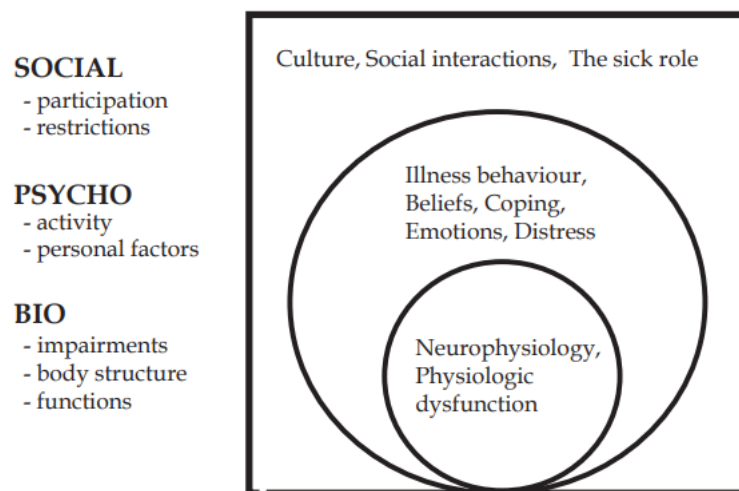 SOCIAL
- participation
- restrictions
PSYCHO
- activity
- personal factors
BIO
- impairments
- body structure
- functions
Culture, Social interactions, The sick role
Illness behaviour,
Beliefs, Coping,
Emotions, Distress
Neurophysiology,
Physiologic
dysfunction